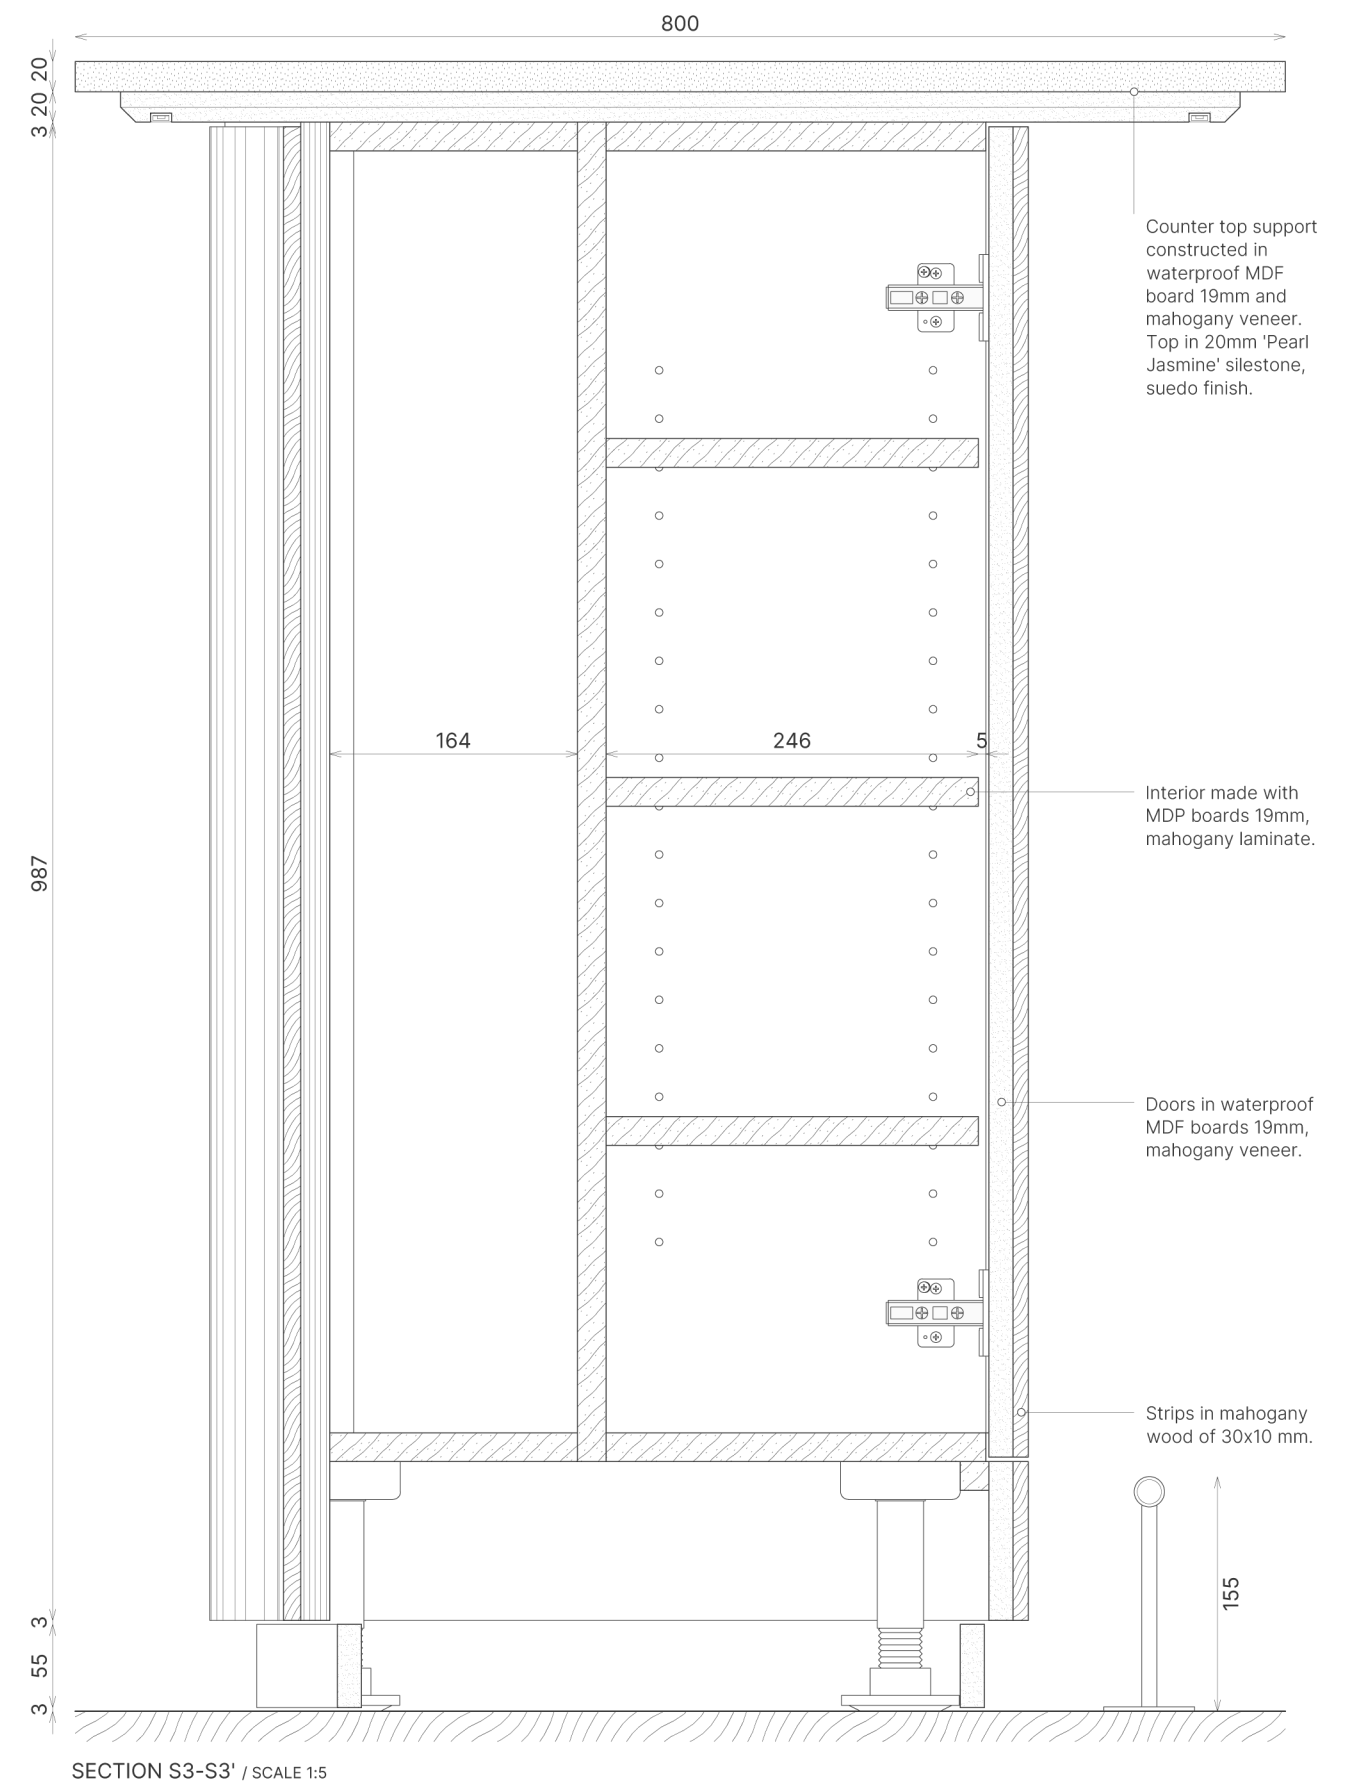 800
20
20
3
Counter top support
constructed in
waterproof MDF
board 19mm and
mahogany veneer.
Top in 20mm 'Pearl
Jasmine' silestone,
suedo finish.
164
246
5
Interior made with
MDP boards 19mm,
mahogany laminate.
987
Doors in waterproof
MDF boards 19mm,
mahogany veneer.
Strips in mahogany
wood of 30x10 mm.
155
3
55
3
SECTION S3-S3' / SCALE 1:5